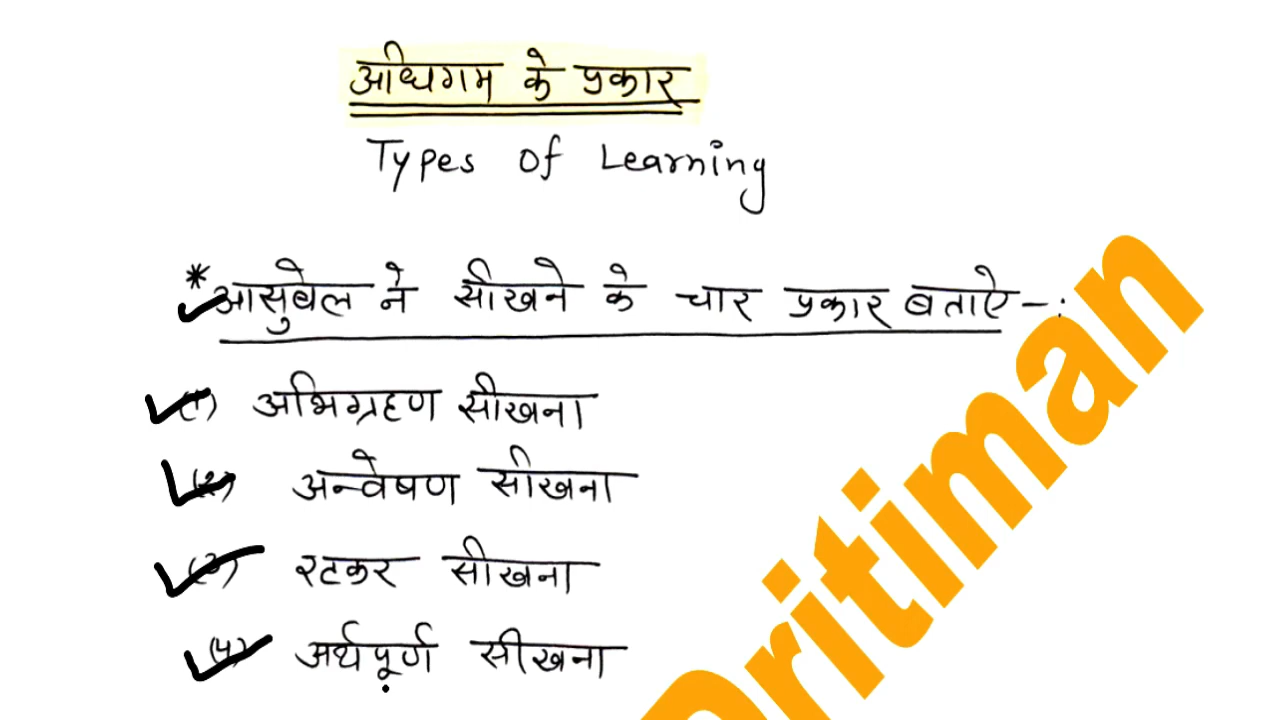 अधिगम के प्रकार
Types of Learning
* आसुबेल ने सीखने के चार प्रकार बताऐ -:
(1) अभिग्रहण सीखना
(2) अन्वेषण सीखना
(3) रटकर सीखना
(4) अर्थपूर्ण सीखना
Dritiman